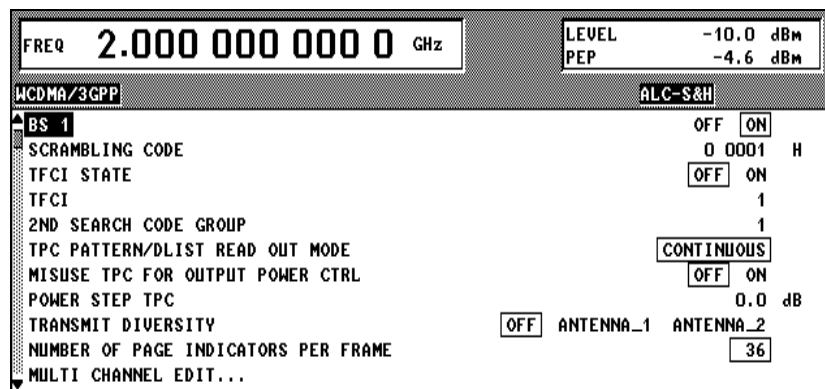 FREQ 2.000 000 000 0 GHz
LEVEL -10.0 dBm
PEP -4.6 dBm
WCDMA/3GPP ALC-S&H
BS 1 OFF ON
SCRAMBLING CODE 0 0001 H
TFCI STATE OFF ON
TFCI 1
2ND SEARCH CODE GROUP 1
TPC PATTERN/DLIST READ OUT MODE CONTINUOUS
MISUSE TPC FOR OUTPUT POWER CTRL OFF ON
POWER STEP TPC 0.0 dB
TRANSMIT DIVERSITY OFF ANTENNA_1 ANTENNA_2
NUMBER OF PAGE INDICATORS PER FRAME 36
MULTI CHANNEL EDIT...